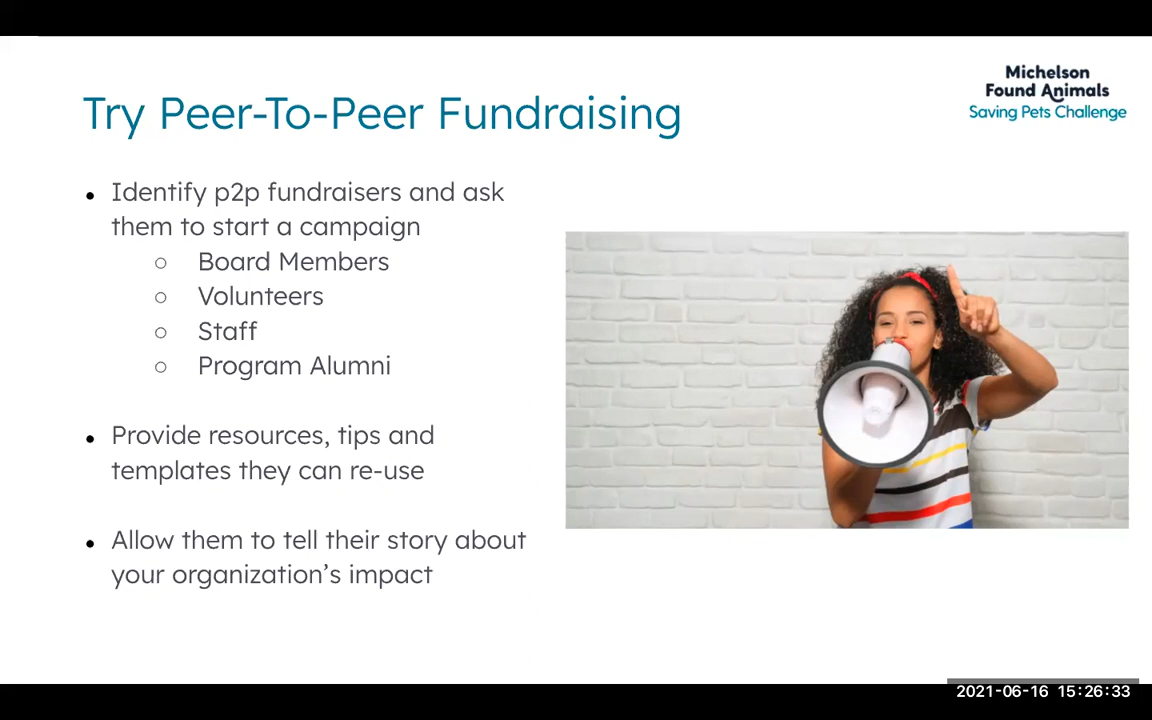 Michelson
Found Animals
Saving Pets Challenge
Try Peer-To-Peer Fundraising
• Identify p2p fundraisers and ask
them to start a campaign
○ Board Members
○ Volunteers
○ Staff
○ Program Alumni
• Provide resources, tips and
templates they can re-use
• Allow them to tell their story about
your organization’s impact
2021-06-16 15:26:33